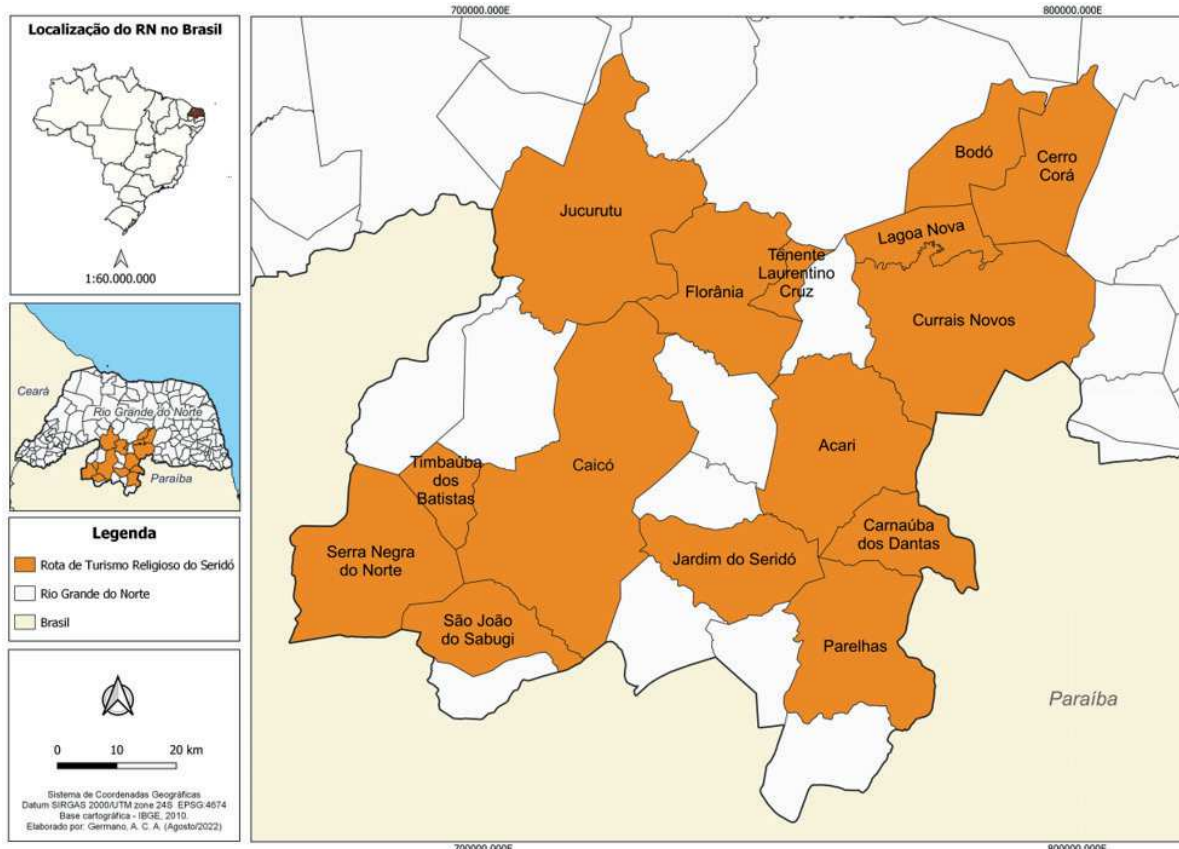 Localização do RN no Brasil
1:60.000.000
Ceará
Rio Grande do Norte
Paraíba
Legenda
Rota de Turismo Religioso do Seridó
Rio Grande do Norte
Brasil
0 10 20 km
Sistema de Coordenadas Geográficas
Datum SIRGAS 2000/UTM zone 24S EPSG:4674
Base cartográfica - IBGE, 2010.
Elaborado por: Germano, A. C. A. (Agosto/2022)
700000.000E
800000.000E
Bodó
Cerro
Corá
Jucurutu
Lagoa Nova
Tenente
Laurentino
Cruz
Florânia
Currais Novos
Acari
Timbaúba
dos
Batistas
Caicó
Carnaúba
dos Dantas
Serra Negra
do Norte
Jardim do Seridó
São João
do Sabugi
Parelhas
Paraíba
700000.000E
800000.000E